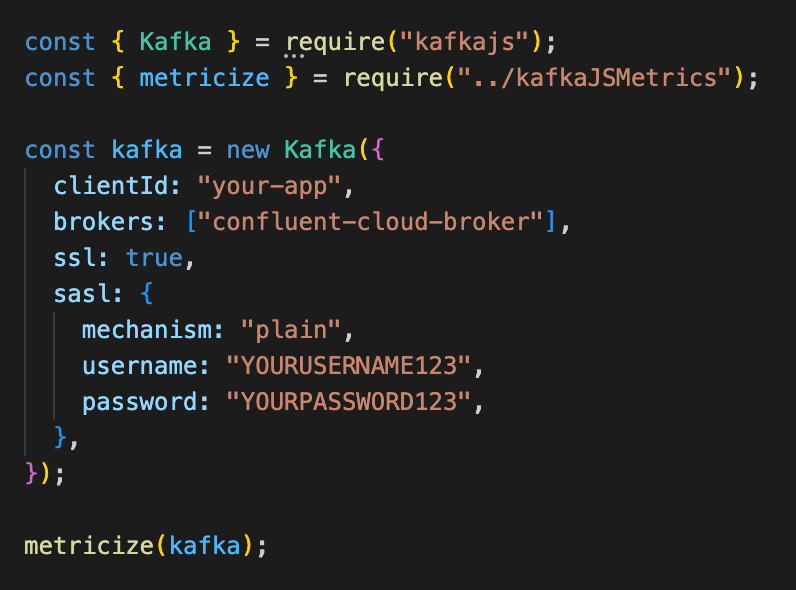 const { Kafka } = require("kafkajs");
const { metricize } = require("../kafkaJSMetrics");
const kafka = new Kafka({
clientId: "your-app",
brokers: ["confluent-cloud-broker"],
ssl: true,
sasl: {
mechanism: "plain",
username: "YOURUSERNAME123",
password: "YOURPASSWORD123",
},
});
metricize(kafka);